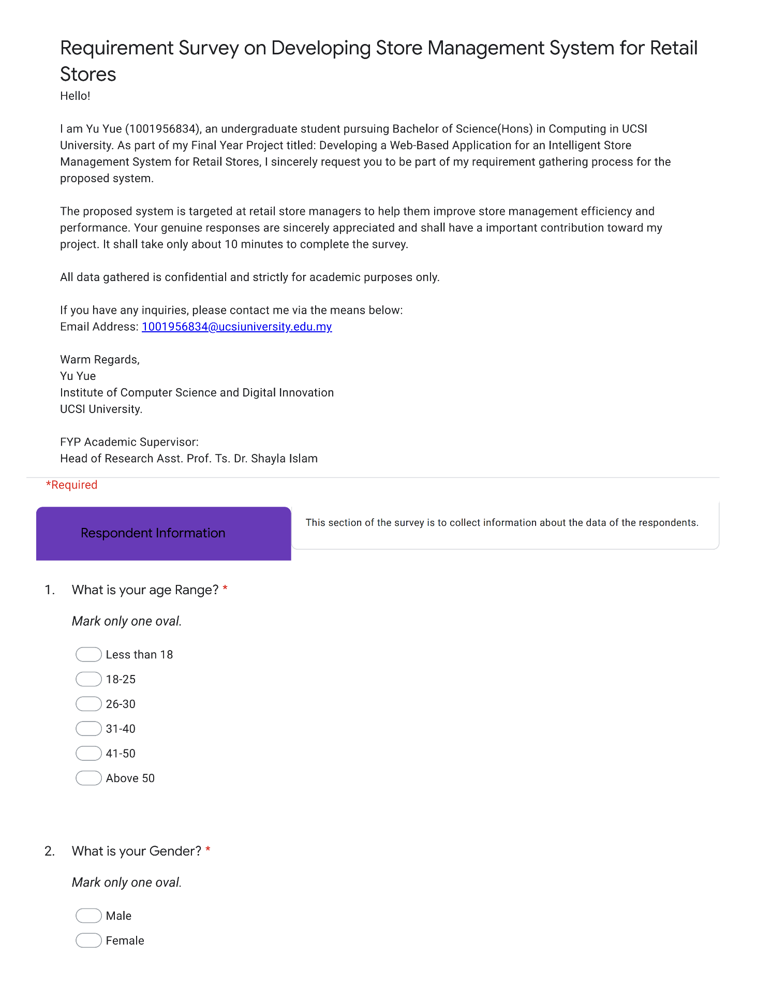 Requirement Survey on Developing Store Management System for Retail
Stores
Hello!
I am Yu Yue (1001956834), an undergraduate student pursuing Bachelor of Science(Hons) in Computing in UCSI
University. As part of my Final Year Project titled: Developing a Web-Based Application for an Intelligent Store
Management System for Retail Stores, I sincerely request you to be part of my requirement gathering process for the
proposed system.
The proposed system is targeted at retail store managers to help them improve store management efficiency and
performance. Your genuine responses are sincerely appreciated and shall have a important contribution toward my
project. It shall take only about 10 minutes to complete the survey.
All data gathered is confidential and strictly for academic purposes only.
If you have any inquiries, please contact me via the means below:
Email Address: 1001956834@ucsiuniversity.edu.my
Warm Regards,
Yu Yue
Institute of Computer Science and Digital Innovation
UCSI University.
FYP Academic Supervisor:
Head of Research Asst. Prof. Ts. Dr. Shayla Islam
*Required
Respondent Information
This section of the survey is to collect information about the data of the respondents.
1. What is your age Range? *
Mark only one oval.
Less than 18
18-25
26-30
31-40
41-50
Above 50
2. What is your Gender? *
Mark only one oval.
Male
Female